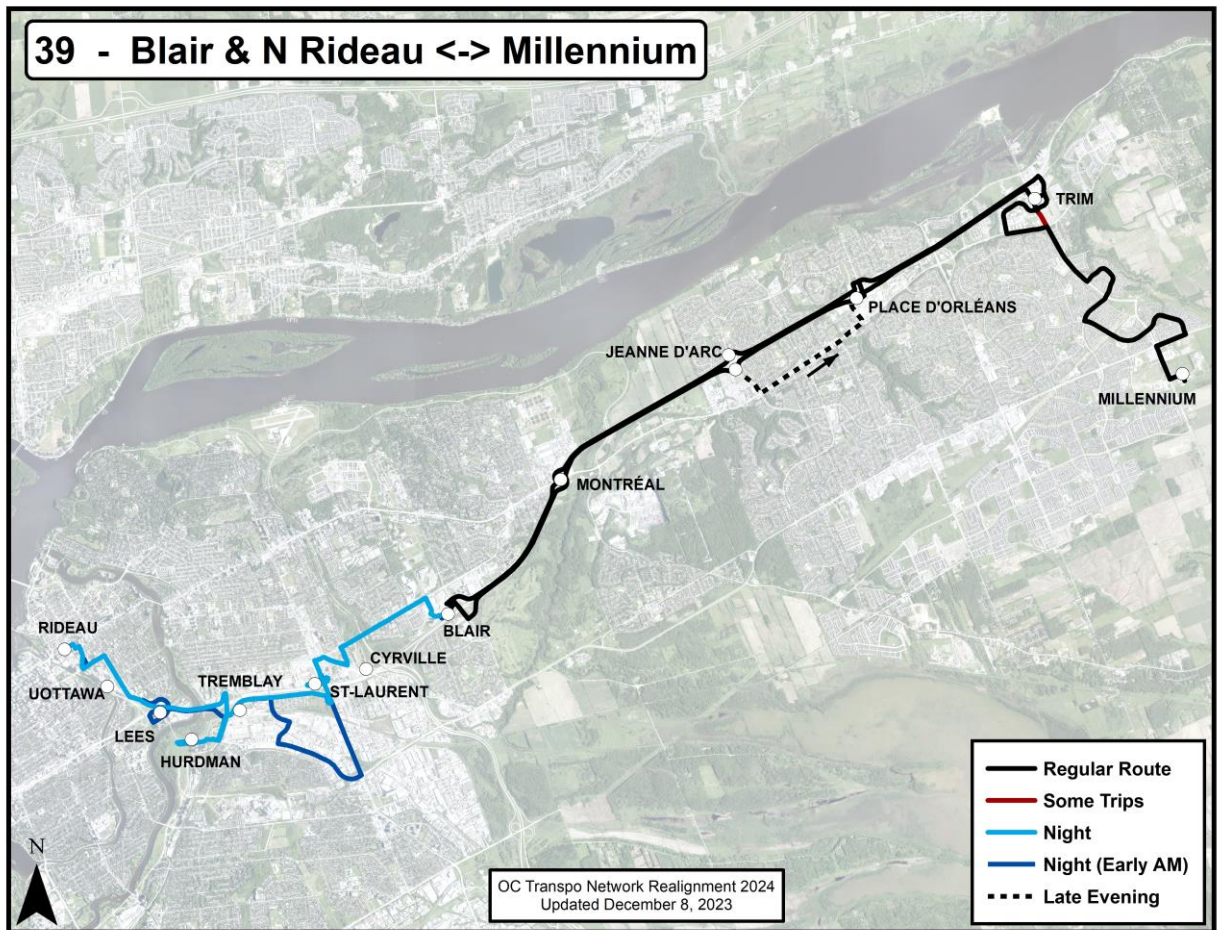 39 - Blair & N Rideau <-> Millennium
TRIM
PLACE D'ORLÉANS
JEANNE D'ARC
MILLENNIUM
MONTRÉAL
BLAIR
RIDEAU
CYRVILLE
TREMBLAY
UOTTAWA
ST-LAURENT
LEES
HURDMAN
Regular Route
Some Trips
Night
Night (Early AM)
Late Evening
N
OC Transpo Network Realignment 2024
Updated December 8, 2023